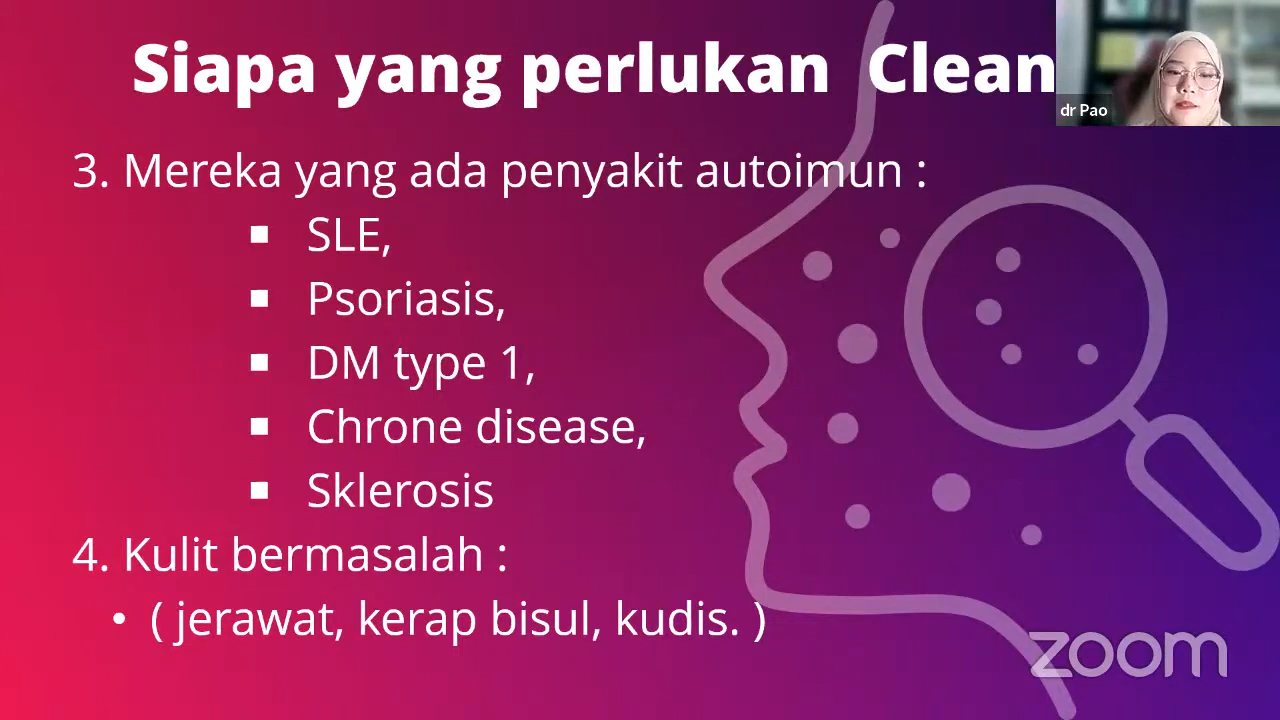 Siapa yang perlukan Clean
dr Pao
3. Mereka yang ada penyakit autoimun :
▪ SLE,
▪ Psoriasis,
▪ DM type 1,
▪ Chrone disease,
▪ Sklerosis
4. Kulit bermasalah :
• ( jerawat, kerap bisul, kudis. )
zoom